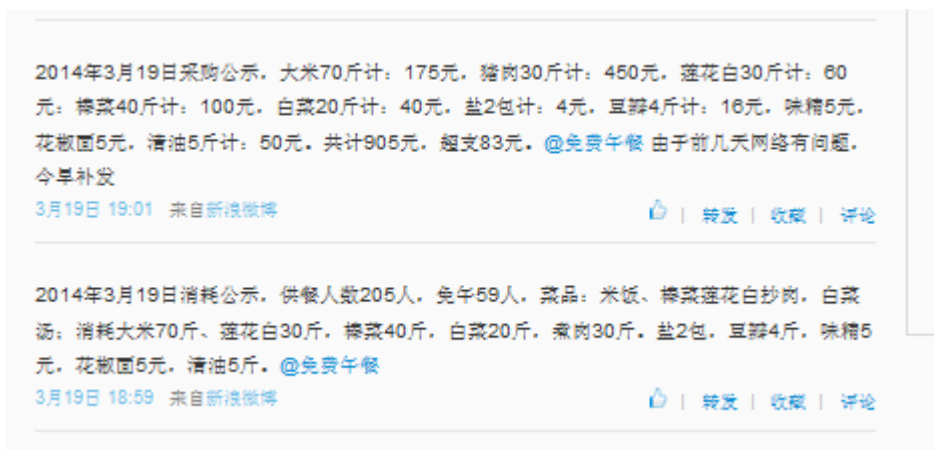 2014年3月19日采购公示，大米70斤计：175元，猪肉30斤计：450元，莲花白30斤计：60
元：榛菜40斤计：100元，白菜20斤计：40元，盐2包计：4元，豆瓣4斤计：16元，味精5元，
花椒面5元，清油5斤计：50元。共计905元，超支83元。@免费午餐 由于前几天网络有问题，
今早补发
3月19日 19:01 来自新浪微博
转发 | 收藏 | 评论
2014年3月19日消耗公示，供餐人数205人，免午59人，菜品：米饭、榛菜莲花白抄肉，白菜
汤；消耗大米70斤、莲花白30斤，榛菜40斤，白菜20斤，煮肉30斤。盐2包，豆瓣4斤，味精5
元，花椒面5元，清油5斤。@免费午餐
3月19日 18:59 来自新浪微博
转发 | 收藏 | 评论